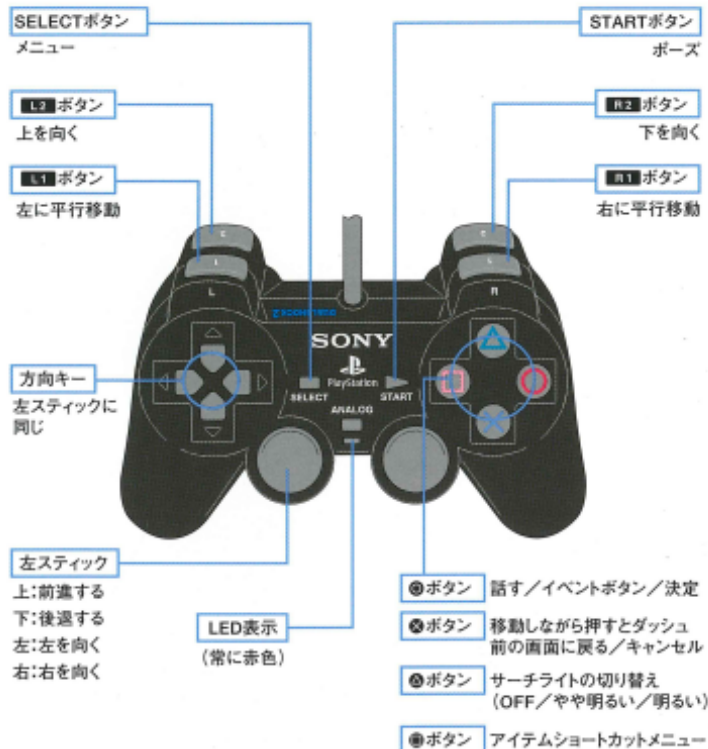 SELECTボタン
メニュー
STARTボタン
ポーズ
L2 ボタン
上を向く
R2 ボタン
下を向く
L1 ボタン
左に平行移動
R1 ボタン
右に平行移動
L
R
SONY
PlayStation
SELECT
START
ANALOG
方向キー
左スティックに
同じ
左スティック
上:前進する
下:後退する
左:左を向く
右:右を向く
LED表示
(常に赤色)
ボタン 話す/イベントボタン/決定
ボタン 移動しながら押すとダッシュ
前の画面に戻る/キャンセル
ボタン サーチライトの切り替え
(OFF/やや明るい/明るい)
ボタン アイテムショートカットメニュー